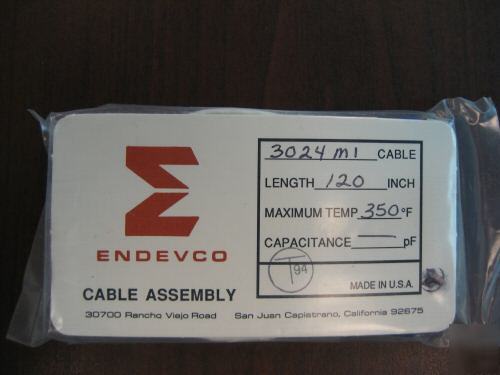 ENDEVCO
CABLE ASSEMBLY
30700 Rancho Viejo Road San Juan Capistrano, California 92675
3024 M1 CABLE
LENGTH 120 INCH
MAXIMUM TEMP 350 °F
CAPACITANCE — pF
T94
MADE IN U.S.A.